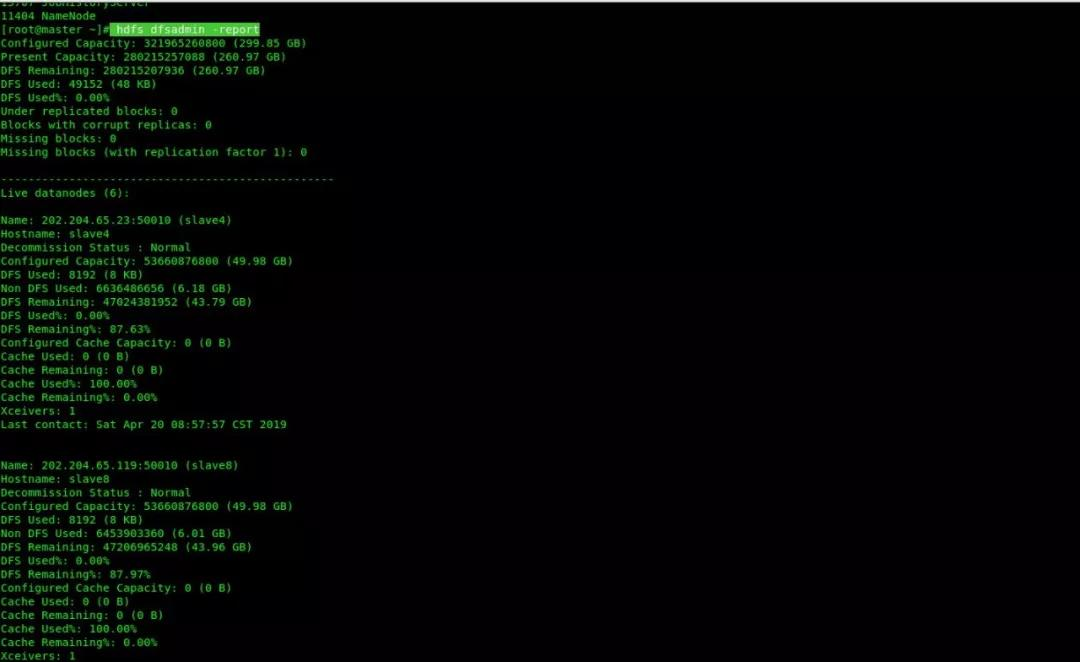 13707 JobHistoryServer
11404 NameNode
[root@master ~]# hdfs dfsadmin -report
Configured Capacity: 321965260800 (299.85 GB)
Present Capacity: 280215257088 (260.97 GB)
DFS Remaining: 280215207936 (260.97 GB)
DFS Used: 49152 (48 KB)
DFS Used%: 0.00%
Under replicated blocks: 0
Blocks with corrupt replicas: 0
Missing blocks: 0
Missing blocks (with replication factor 1): 0
-------------------------------------------------
Live datanodes (6):
Name: 202.204.65.23:50010 (slave4)
Hostname: slave4
Decommission Status : Normal
Configured Capacity: 53660876800 (49.98 GB)
DFS Used: 8192 (8 KB)
Non DFS Used: 6636486656 (6.18 GB)
DFS Remaining: 47024381952 (43.79 GB)
DFS Used%: 0.00%
DFS Remaining%: 87.63%
Configured Cache Capacity: 0 (0 B)
Cache Used: 0 (0 B)
Cache Remaining: 0 (0 B)
Cache Used%: 100.00%
Cache Remaining%: 0.00%
Xceivers: 1
Last contact: Sat Apr 20 08:57:57 CST 2019
Name: 202.204.65.119:50010 (slave8)
Hostname: slave8
Decommission Status : Normal
Configured Capacity: 53660876800 (49.98 GB)
DFS Used: 8192 (8 KB)
Non DFS Used: 6453903360 (6.01 GB)
DFS Remaining: 47206965248 (43.96 GB)
DFS Used%: 0.00%
DFS Remaining%: 87.97%
Configured Cache Capacity: 0 (0 B)
Cache Used: 0 (0 B)
Cache Remaining: 0 (0 B)
Cache Used%: 100.00%
Cache Remaining%: 0.00%
Xceivers: 1